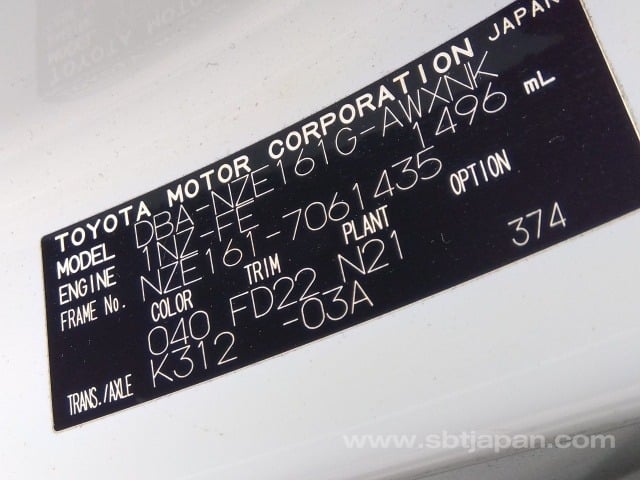 TOYOTA MOTOR CORPORATION JAPAN
MODEL DBA-NZE161G-AWXNK
ENGINE 1NZ-FE 1496 mL
FRAME No. NZE161-7061435
COLOR TRIM PLANT OPTION
040 FD22 N21 374
TRANS./AXLE K312 -03A
www.sbtjapan.com